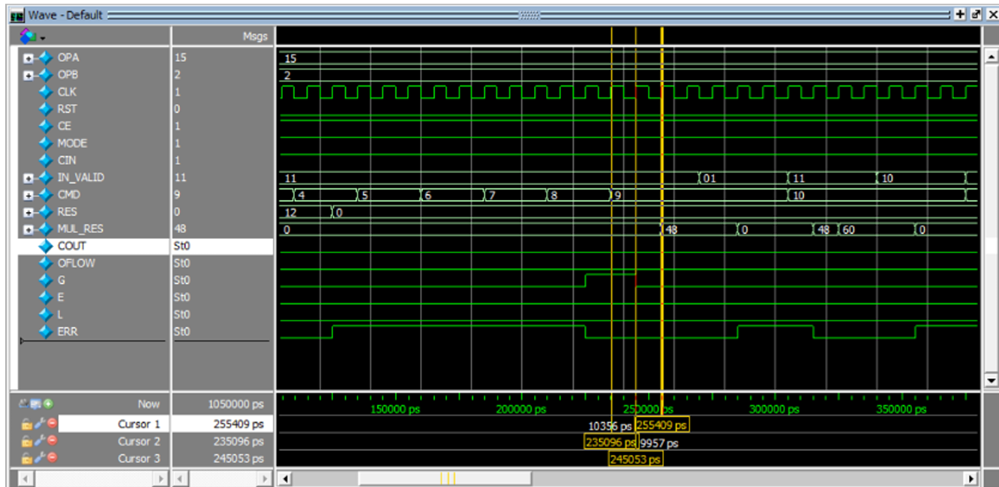 Wave - Default
Msgs
OPA 15 15
OPB 2 2
CLK 1
RST 0
CE 1
MODE 1
CIN 1
IN_VALID 11 11 01 11 10
CMD 9 4 5 6 7 8 9 10
RES 0 12 0
MUL_RES 48 0 48 0 48 60 0
COUT St0
OFLOW St0
G St0
E St0
L St0
ERR St0
Now 1050000 ps 150000 ps 200000 ps 250000 ps 300000 ps 350000 ps
Cursor 1 255409 ps 10356 ps 255409 ps
Cursor 2 235096 ps 235096 ps 9957 ps
Cursor 3 245053 ps 245053 ps